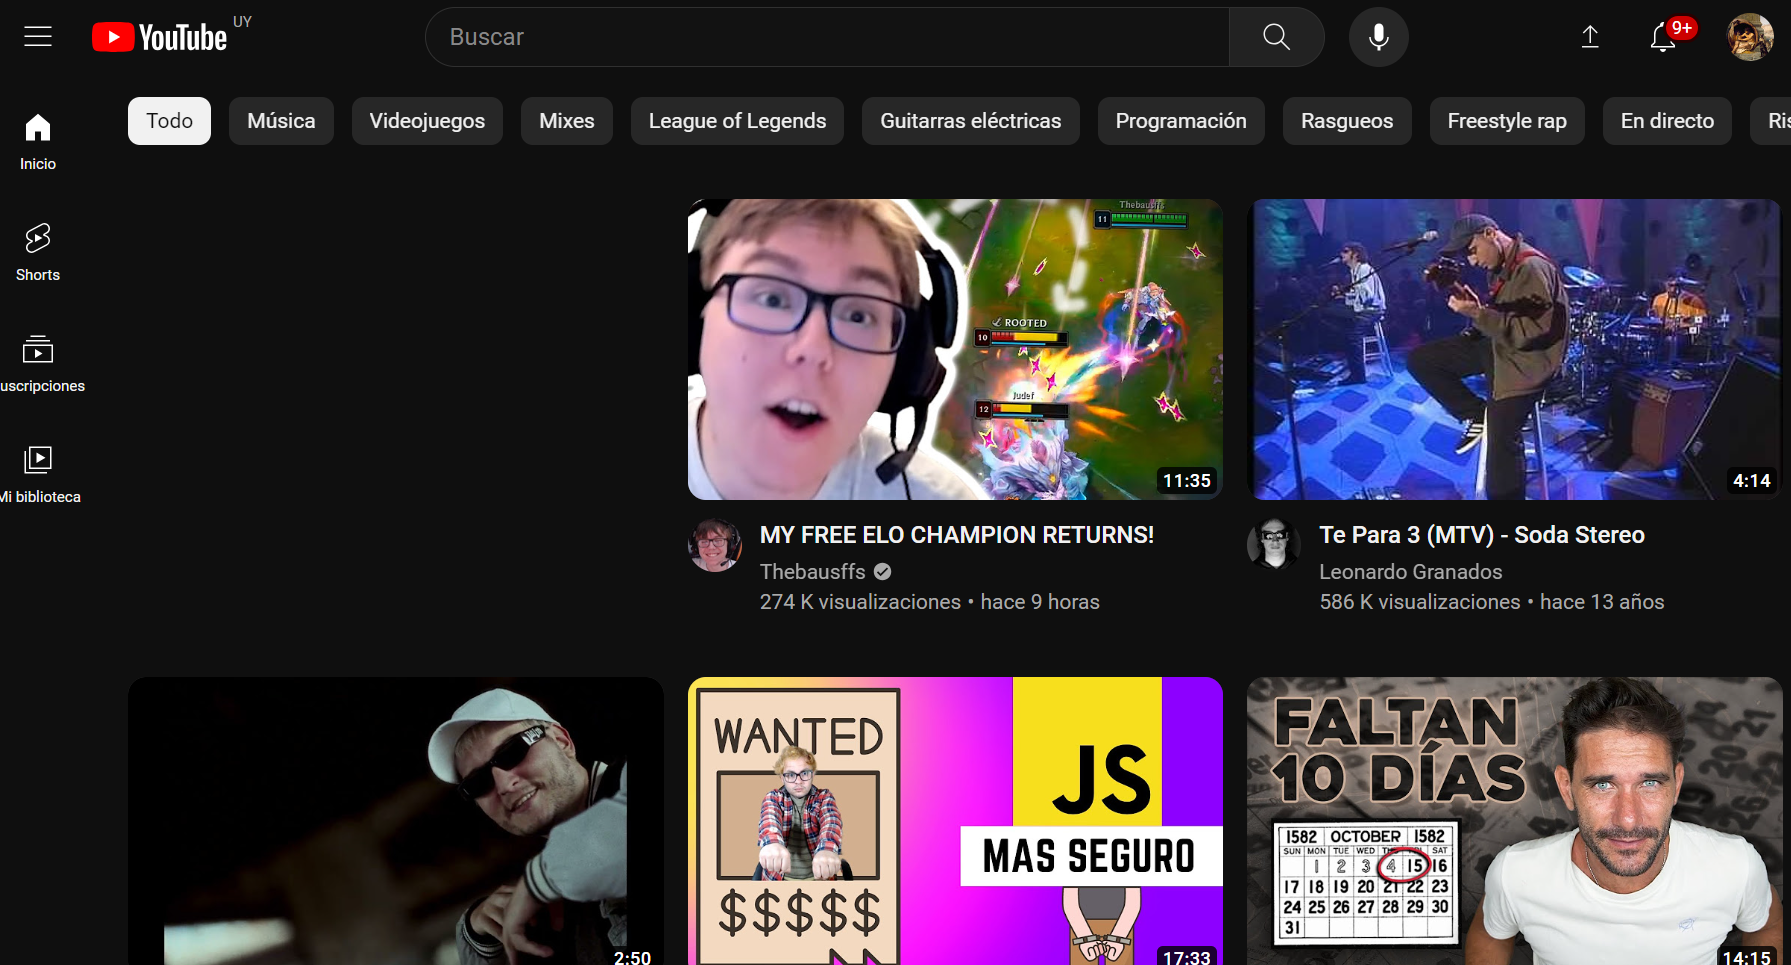 YouTube UY
Buscar
9+
Todo
Música
Videojuegos
Mixes
League of Legends
Guitarras eléctricas
Programación
Rasgueos
Freestyle rap
En directo
Ris
Inicio
Shorts
uscripciones
Mi biblioteca
Thebausffs
11
ROOTED
10
Judef
12
11:35
4:14
MY FREE ELO CHAMPION RETURNS!
Thebausffs
274 K visualizaciones • hace 9 horas
Te Para 3 (MTV) - Soda Stereo
Leonardo Granados
586 K visualizaciones • hace 13 años
2:50
WANTED
$$$$$
JS
MAS SEGURO
17:33
FALTAN
10 DÍAS
1582 OCTOBER 1582
SUN MON TUE WED SAT
1 2 3 4 15 16
17 18 19 20 21 22 23
24 25 26 27 28 29 30
31
14:15